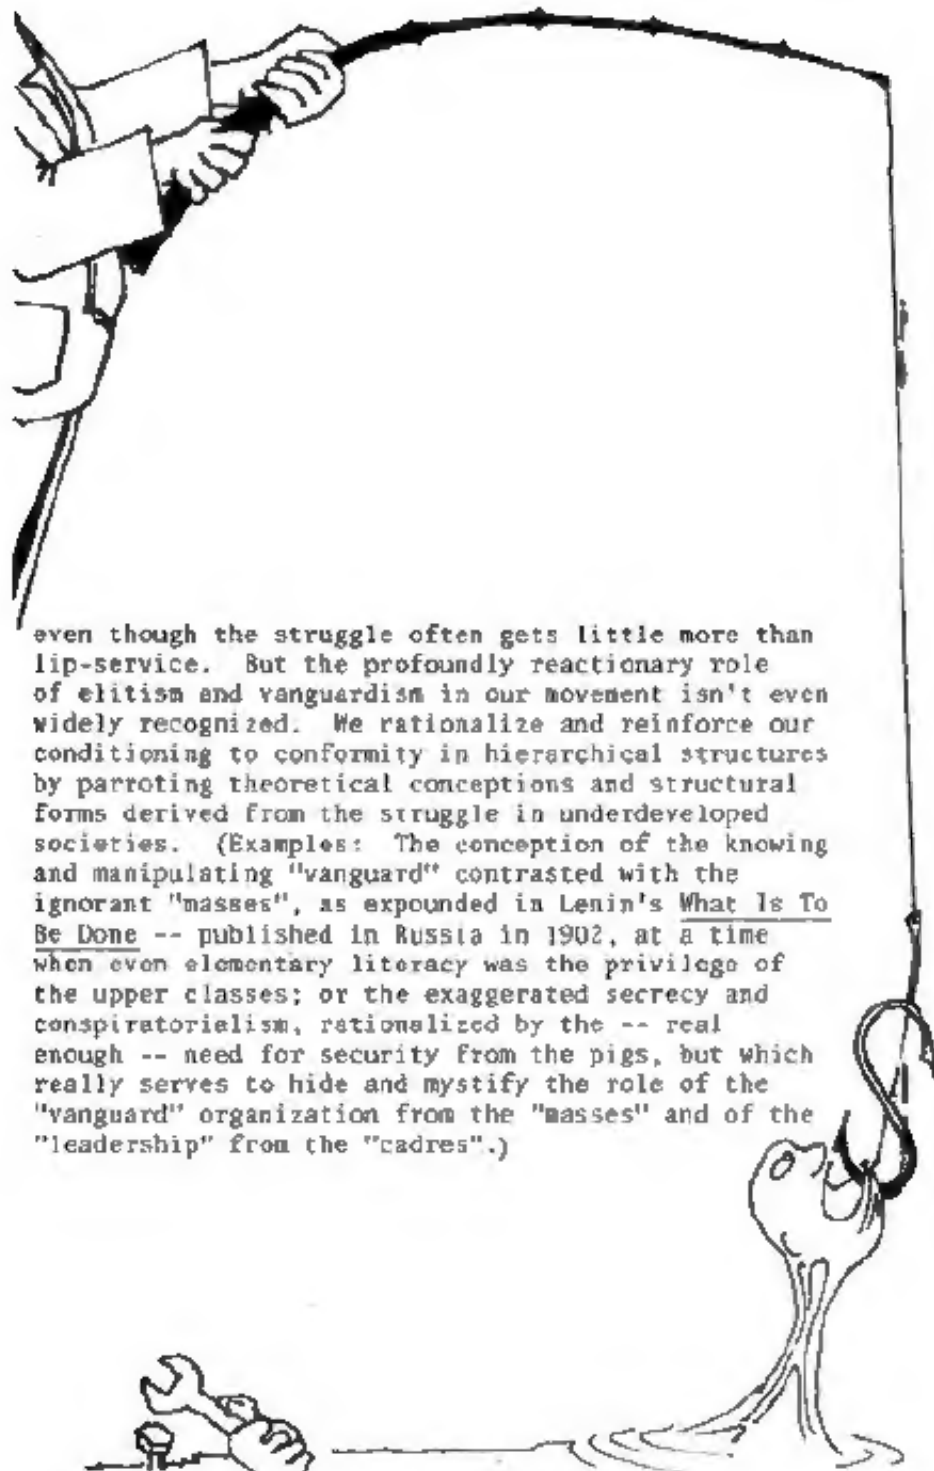 even though the struggle often gets little more than
lip-service. But the profoundly reactionary role
of elitism and vanguardism in our movement isn't even
widely recognized. We rationalize and reinforce our
conditioning to conformity in hierarchical structures
by parroting theoretical conceptions and structural
forms derived from the struggle in underdeveloped
societies. (Examples: The conception of the knowing
and manipulating "vanguard" contrasted with the
ignorant "masses", as expounded in Lenin's What Is To
Be Done -- published in Russia in 1902, at a time
when even elementary literacy was the privilege of
the upper classes; or the exaggerated secrecy and
conspiratorialism, rationalized by the -- real
enough -- need for security from the pigs, but which
really serves to hide and mystify the role of the
"vanguard" organization from the "masses" and of the
"leadership" from the "cadres".)